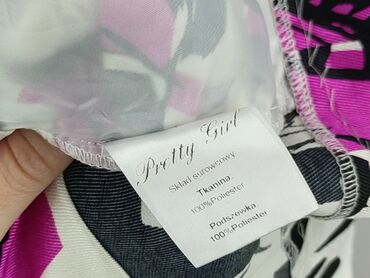 Pretty Girl
Skład surowcowy
Tkanina
100%Poliester
Podszewka
100%Poliester